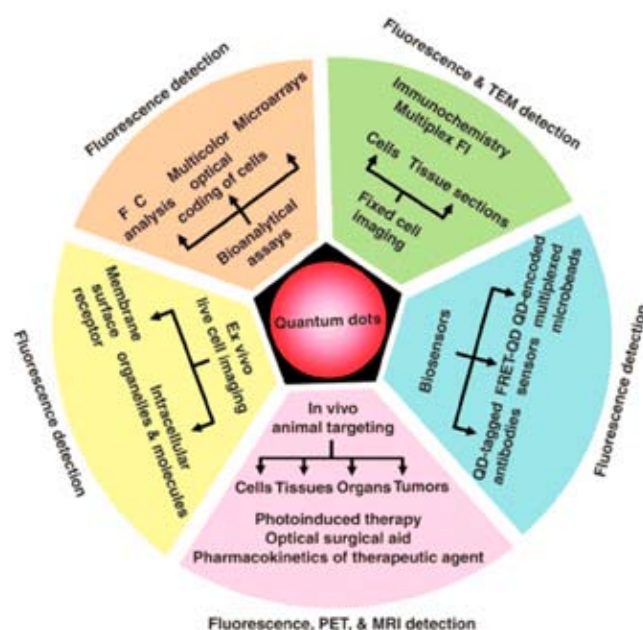 Fluorescence detection
F C
analysis
Multicolor
optical
coding of cells
Microarrays
Bioanalytical
assays
Fluorescence & TEM detection
Immunochemistry
Multiplex FI
Cells Tissue sections
Fixed cell
imaging
Fluorescence detection
Biosensors
QD-encoded
multiplexed
microbeads
FRET-QD
sensors
QD-tagged
antibodies
Fluorescence, PET, & MRI detection
In vivo
animal targeting
Cells Tissues Organs Tumors
Photoinduced therapy
Optical surgical aid
Pharmacokinetics of therapeutic agent
Fluorescence detection
Ex vivo
live cell imaging
Membrane
surface
receptor
Intracellular
organelles & molecules
Quantum dots